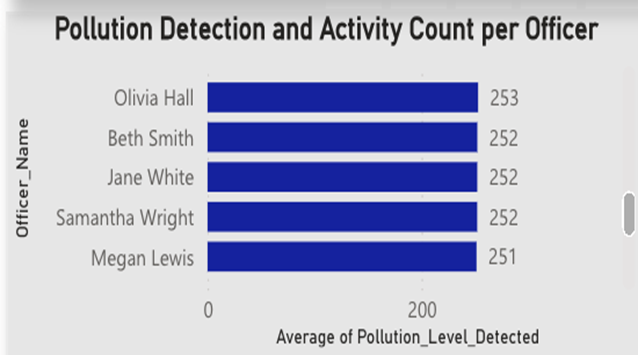 Pollution Detection and Activity Count per Officer
Officer_Name
Olivia Hall 253
Beth Smith 252
Jane White 252
Samantha Wright 252
Megan Lewis 251
0 200
Average of Pollution_Level_Detected